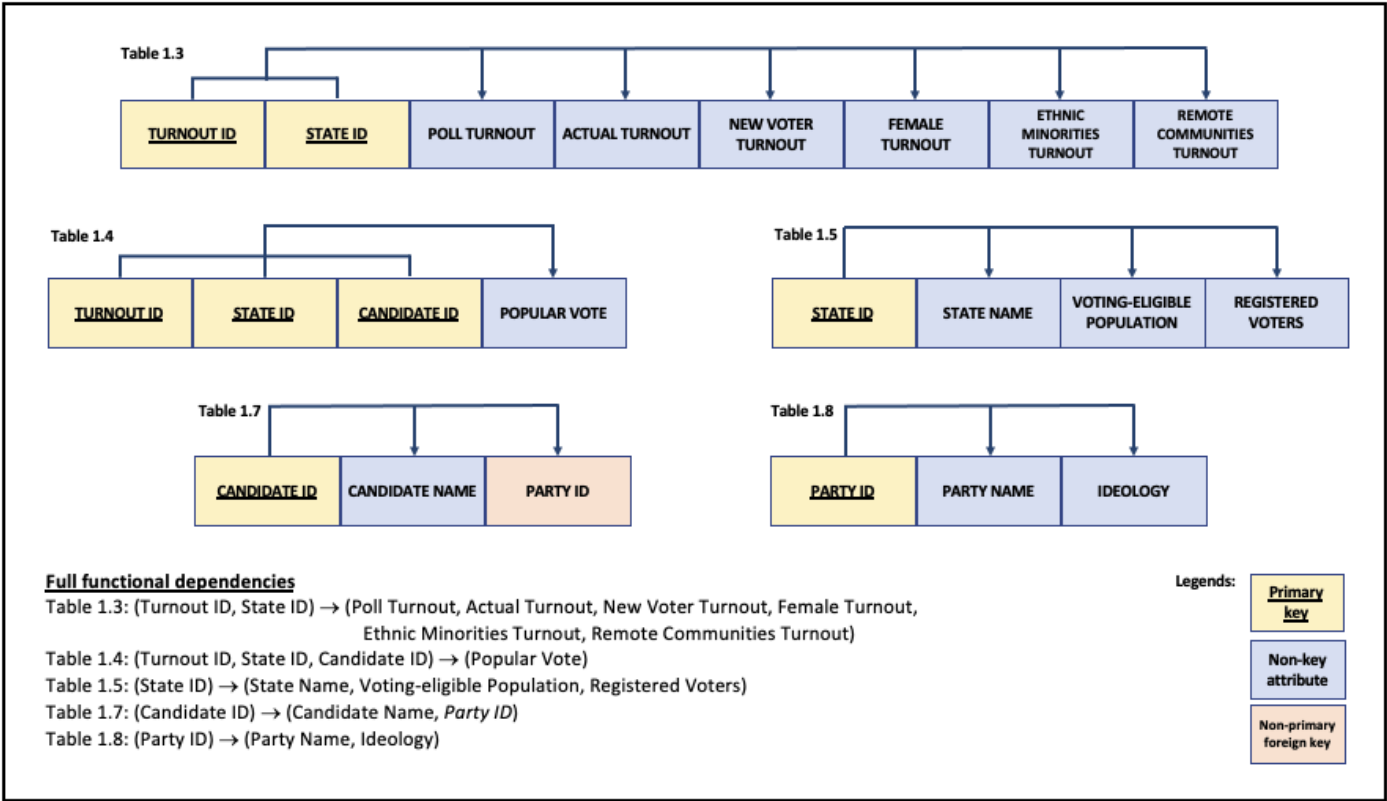 Table 1.3
TURNOUT ID
STATE ID
POLL TURNOUT
ACTUAL TURNOUT
NEW VOTER
TURNOUT
FEMALE
TURNOUT
ETHNIC
MINORITIES
TURNOUT
REMOTE
COMMUNITIES
TURNOUT
Table 1.4
TURNOUT ID
STATE ID
CANDIDATE ID
POPULAR VOTE
Table 1.5
STATE ID
STATE NAME
VOTING-ELIGIBLE
POPULATION
REGISTERED
VOTERS
Table 1.7
CANDIDATE ID
CANDIDATE NAME
PARTY ID
Table 1.8
PARTY ID
PARTY NAME
IDEOLOGY
Full functional dependencies
Table 1.3: (Turnout ID, State ID) → (Poll Turnout, Actual Turnout, New Voter Turnout, Female Turnout,
Ethnic Minorities Turnout, Remote Communities Turnout)
Table 1.4: (Turnout ID, State ID, Candidate ID) → (Popular Vote)
Table 1.5: (State ID) → (State Name, Voting-eligible Population, Registered Voters)
Table 1.7: (Candidate ID) → (Candidate Name, Party ID)
Table 1.8: (Party ID) → (Party Name, Ideology)
Legends:
Primary
key
Non-key
attribute
Non-primary
foreign key